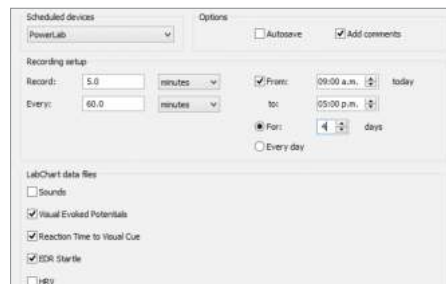 Scheduled devices
Options
PowerLab
Autosave
Add comments
Recording setup
Record: 5.0 minutes From: 09:00 a.m. today
Every: 60.0 minutes to: 05:00 p.m.
For: 4 days
Every day
LabChart data files
Sounds
Visual Evoked Potentials
Reaction Time to Visual Cue
EDR Startle
HRV